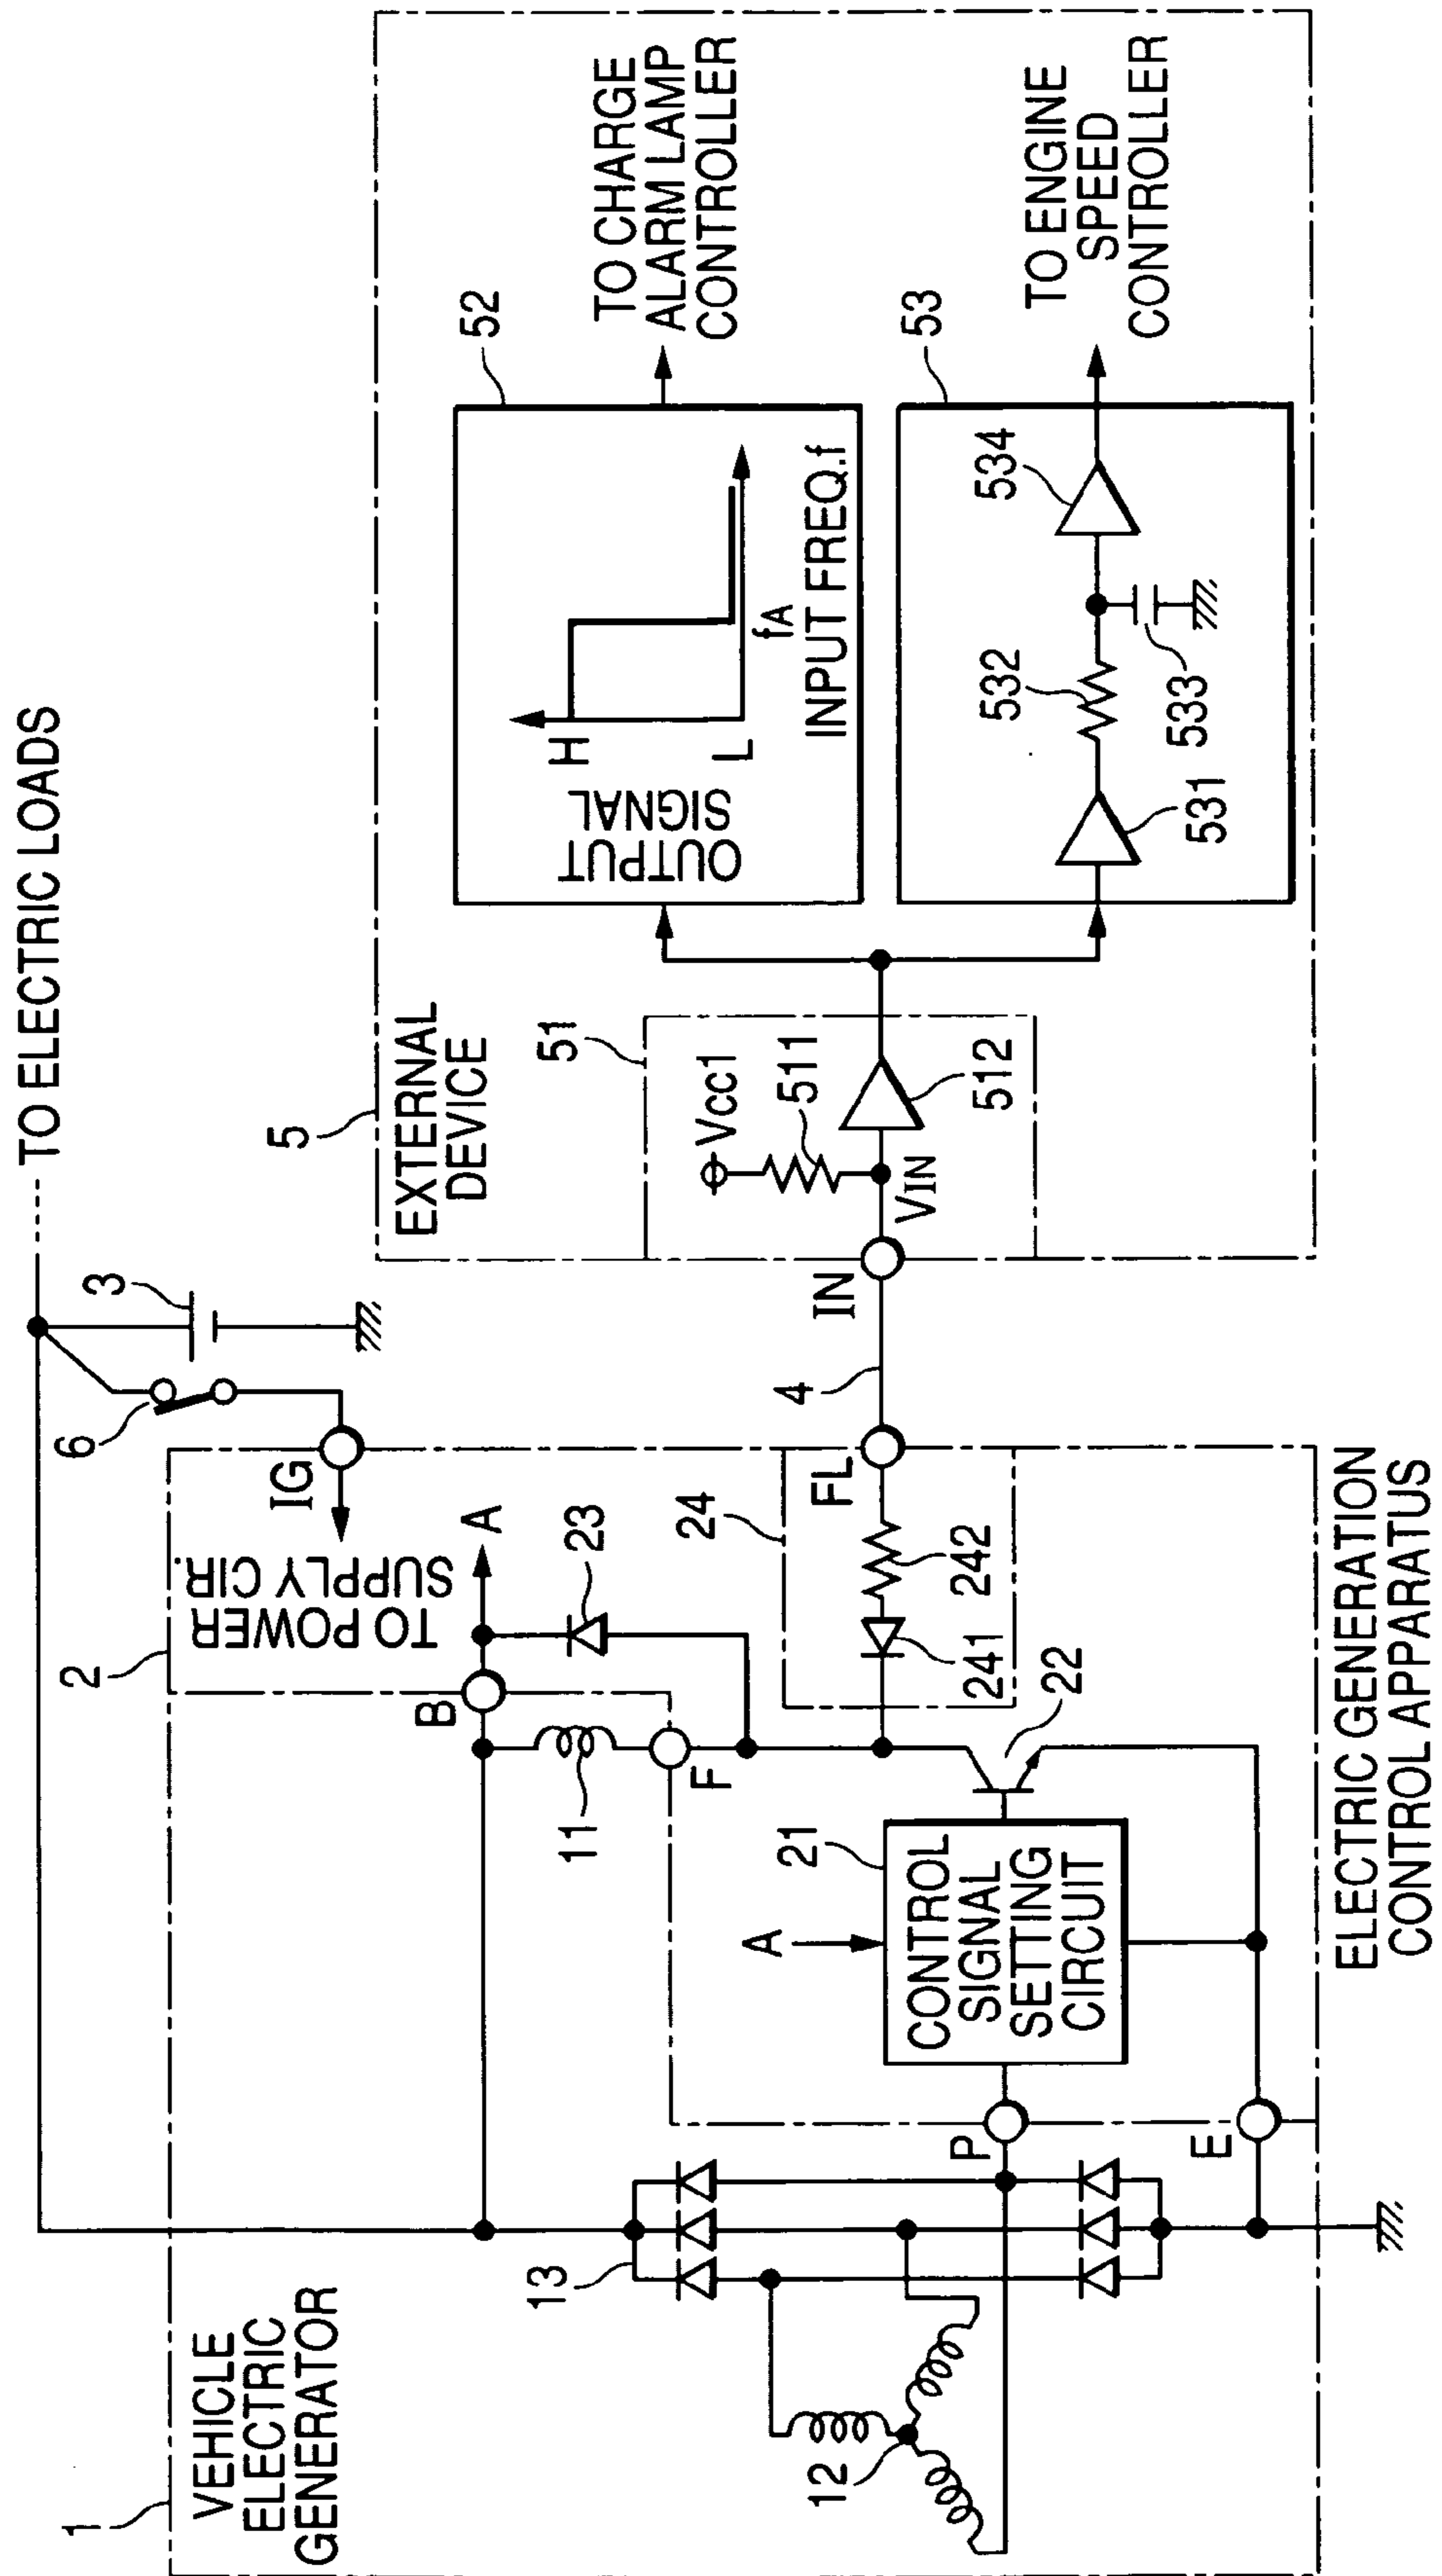 TO ELECTRIC LOADS
1
VEHICLE
ELECTRIC
GENERATOR
2
6
3
IG
TO POWER
SUPPLY CIR.
B
A
23
11
F
24
FL
241
242
22
21
A
CONTROL
SIGNAL
SETTING
CIRCUIT
13
12
P
E
ELECTRIC GENERATION
CONTROL APPARATUS
4
IN
5
EXTERNAL
DEVICE
51
Vcc1
511
VIN
512
52
OUTPUT
SIGNAL
H
L
fA
INPUT FREQ.f
TO CHARGE
ALARM LAMP
CONTROLLER
53
531
532
533
534
TO ENGINE
SPEED
CONTROLLER